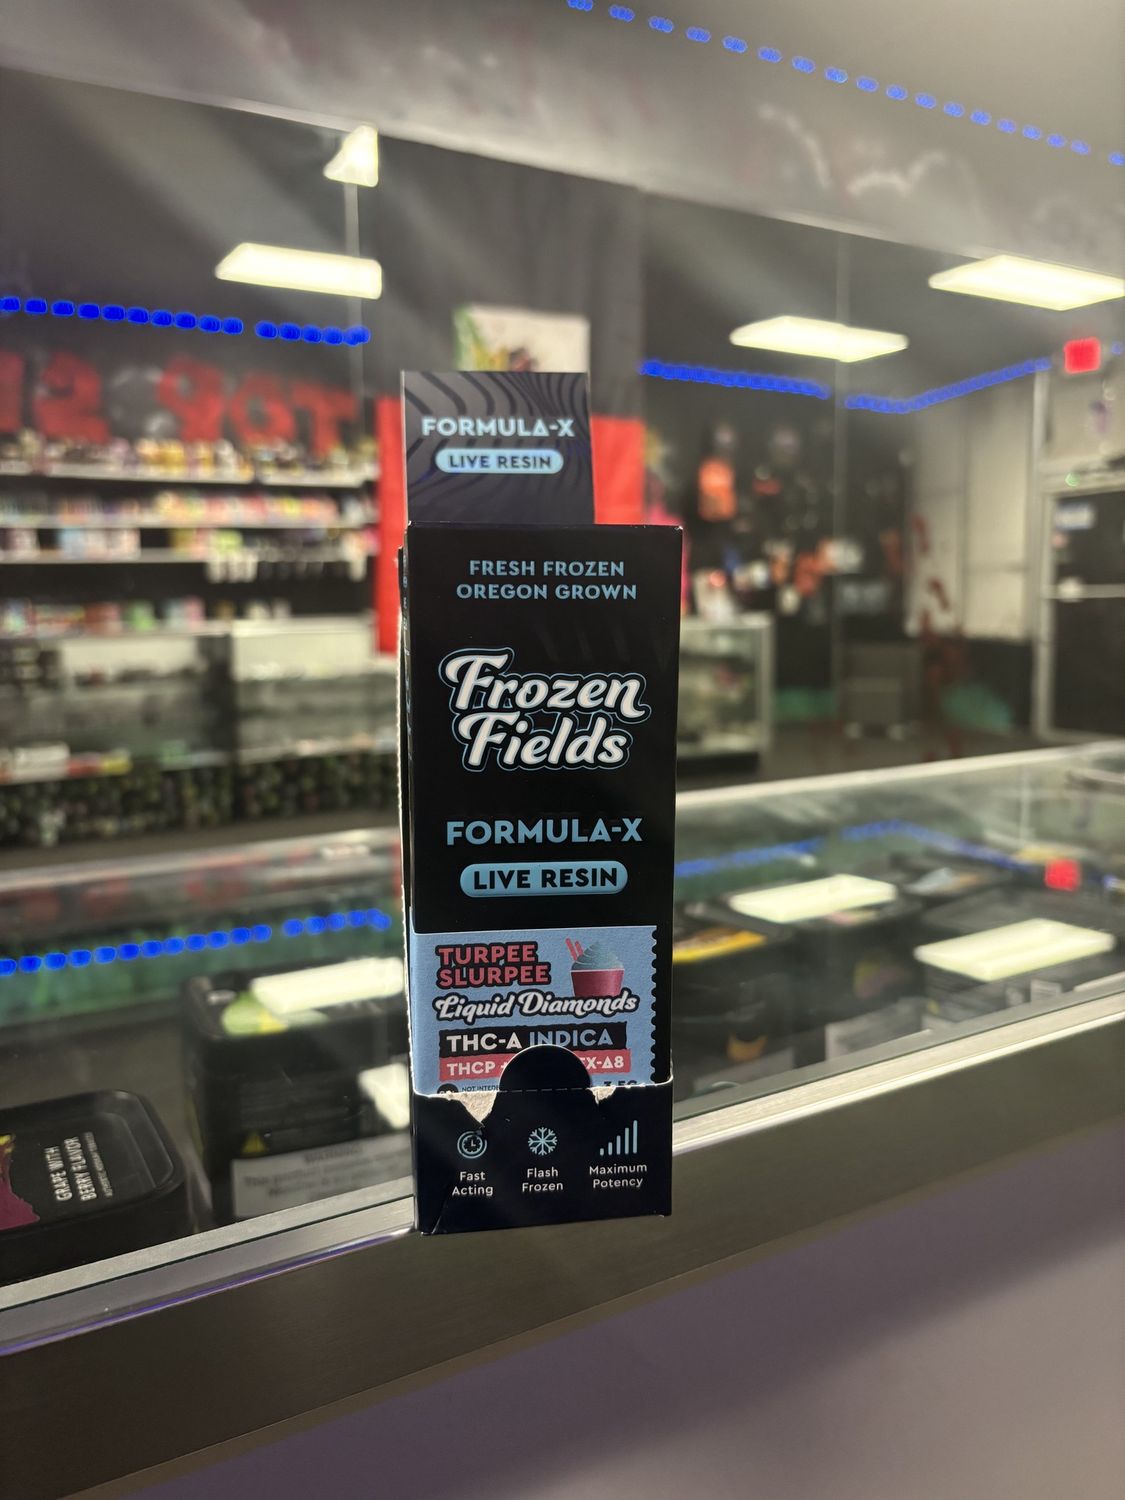 FORMULA-X
LIVE RESIN
FRESH FROZEN
OREGON GROWN
Frozen
Fields
FORMULA-X
LIVE RESIN
TURPEE
SLURPEE
Liquid Diamonds
THC-A INDICA
THCP
X-Δ8
Fast
Acting
Flash
Frozen
Maximum
Potency
GRAPE WITH
BERRY FLAVOR
WARNING